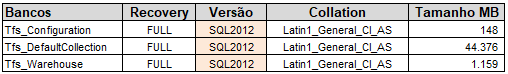 Bancos Recovery Versão Collation Tamanho MB
Tfs_Configuration FULL SQL2012 Latin1_General_CI_AS 148
Tfs_DefaultCollection FULL SQL2012 Latin1_General_CI_AS 44.376
Tfs_Warehouse FULL SQL2012 Latin1_General_CI_AS 1.159